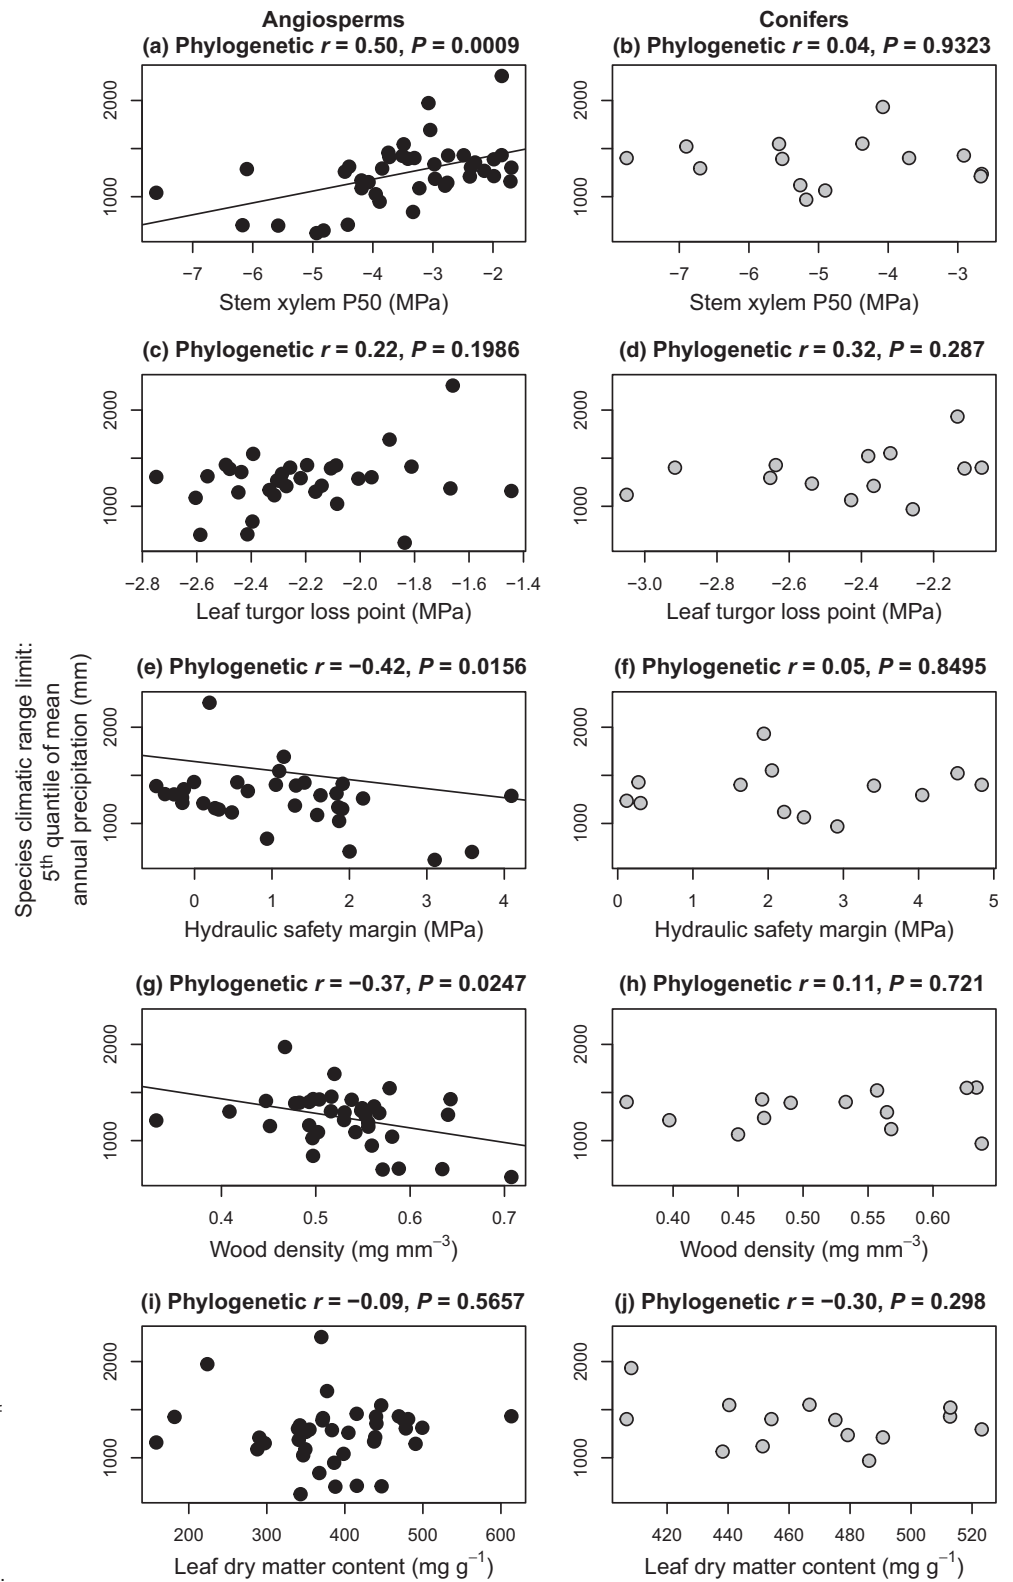 Angiosperms
Conifers
(a) Phylogenetic r = 0.50, P = 0.0009
(b) Phylogenetic r = 0.04, P = 0.9323
2000
1000
−7 −6 −5 −4 −3 −2
Stem xylem P50 (MPa)
2000
1000
−7 −6 −5 −4 −3
Stem xylem P50 (MPa)
(c) Phylogenetic r = 0.22, P = 0.1986
(d) Phylogenetic r = 0.32, P = 0.287
2000
1000
−2.8 −2.6 −2.4 −2.2 −2.0 −1.8 −1.6 −1.4
Leaf turgor loss point (MPa)
2000
1000
−3.0 −2.8 −2.6 −2.4 −2.2
Leaf turgor loss point (MPa)
Species climatic range limit:
5th quantile of mean
annual precipitation (mm)
(e) Phylogenetic r = −0.42, P = 0.0156
(f) Phylogenetic r = 0.05, P = 0.8495
2000
1000
0 1 2 3 4
Hydraulic safety margin (MPa)
2000
1000
0 1 2 3 4 5
Hydraulic safety margin (MPa)
(g) Phylogenetic r = −0.37, P = 0.0247
(h) Phylogenetic r = 0.11, P = 0.721
2000
1000
0.4 0.5 0.6 0.7
Wood density (mg mm−3)
2000
1000
0.40 0.45 0.50 0.55 0.60
Wood density (mg mm−3)
(i) Phylogenetic r = −0.09, P = 0.5657
(j) Phylogenetic r = −0.30, P = 0.298
2000
1000
200 300 400 500 600
Leaf dry matter content (mg g−1)
2000
1000
420 440 460 480 500 520
Leaf dry matter content (mg g−1)